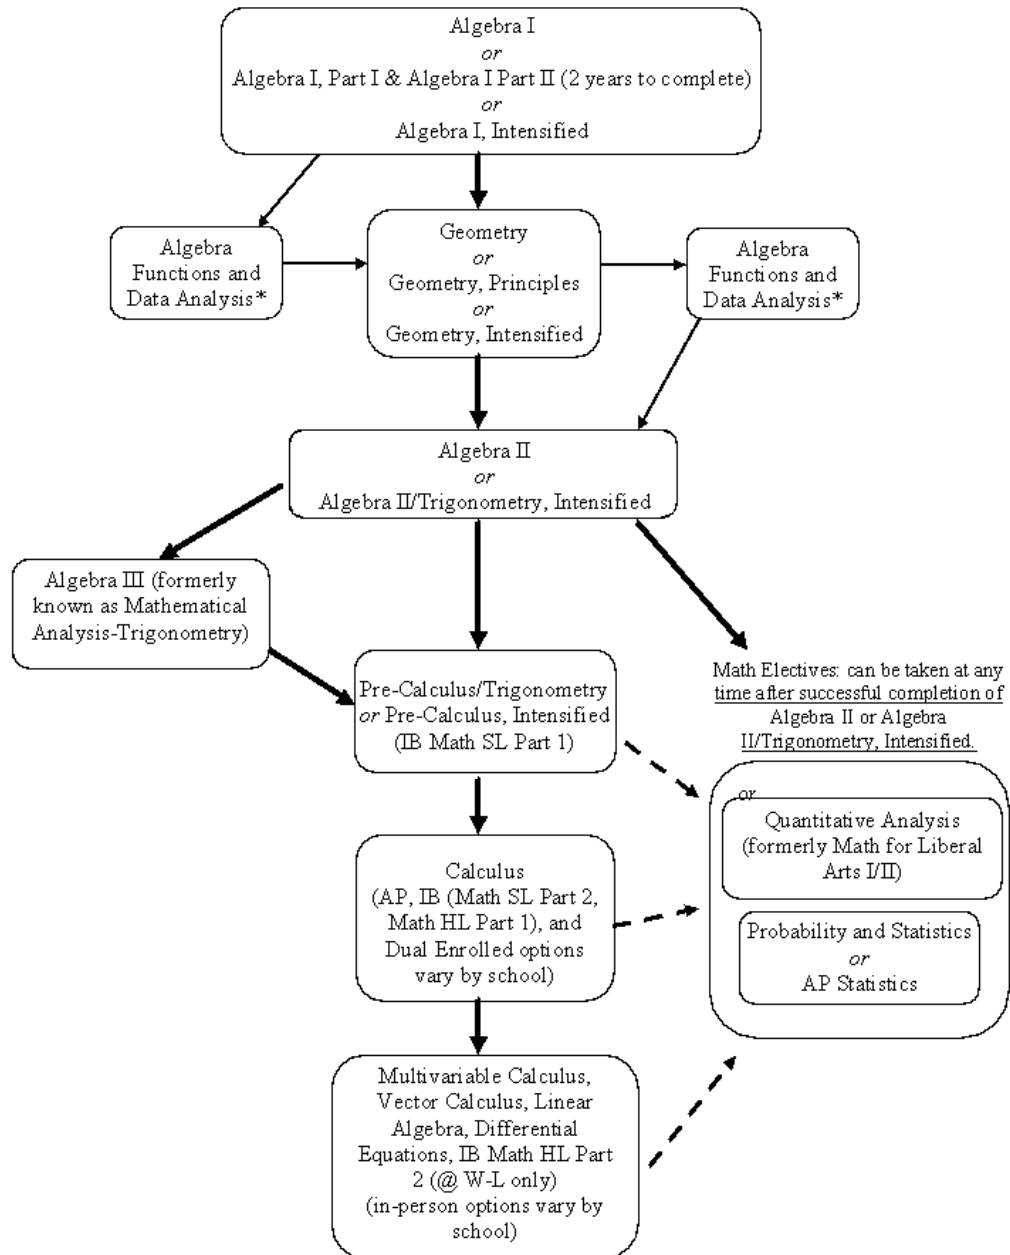 Algebra I
or
Algebra I, Part I & Algebra I Part II (2 years to complete)
or
Algebra I, Intensified
Algebra
Functions and
Data Analysis*
Geometry
or
Geometry, Principles
or
Geometry, Intensified
Algebra
Functions and
Data Analysis*
Algebra II
or
Algebra II/Trigonometry, Intensified
Algebra III (formerly
known as Mathematical
Analysis-Trigonometry)
Pre-Calculus/Trigonometry
or Pre-Calculus, Intensified
(IB Math SL Part 1)
Math Electives: can be taken at any
time after successful completion of
Algebra II or Algebra
II/Trigonometry, Intensified.
or
Quantitative Analysis
(formerly Math for Liberal
Arts I/II)
Probability and Statistics
or
AP Statistics
Calculus
(AP, IB (Math SL Part 2,
Math HL Part 1), and
Dual Enrolled options
vary by school)
Multivariable Calculus,
Vector Calculus, Linear
Algebra, Differential
Equations, IB Math HL Part
2 (@ W-L only)
(in-person options vary by
school)